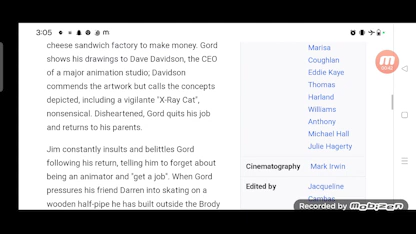 3:05
cheese sandwich factory to make money. Gord
shows his drawings to Dave Davidson, the CEO
of a major animation studio; Davidson
commends the artwork but calls the concepts
depicted, including a vigilante "X-Ray Cat",
nonsensical. Disheartened, Gord quits his job
and returns to his parents.
Jim constantly insults and belittles Gord
following his return, telling him to forget about
being an animator and "get a job". When Gord
pressures his friend Darren into skating on a
wooden half-pipe he has built outside the Brody
Marisa
Coughlan
Eddie Kaye
Thomas
Harland
Williams
Anthony
Michael Hall
Julie Hagerty
Cinematography Mark Irwin
Edited by Jacqueline
Cambas
Recorded by Mobizen